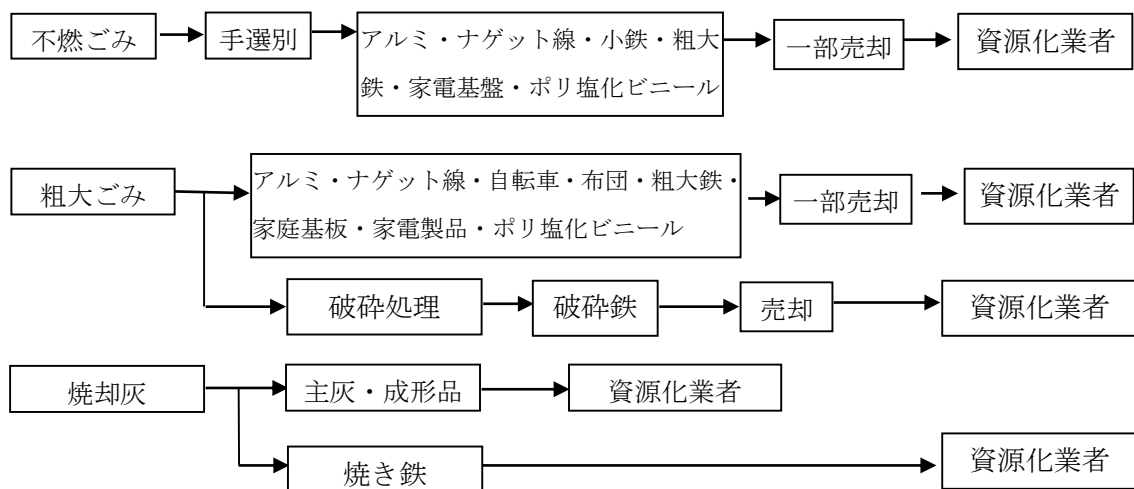 不燃ごみ
手選別
アルミ・ナゲット線・小鉄・粗大
鉄・家電基盤・ポリ塩化ビニール
一部売却
資源化業者
粗大ごみ
アルミ・ナゲット線・自転車・布団・粗大鉄・
家庭基板・家電製品・ポリ塩化ビニール
一部売却
資源化業者
破砕処理
破砕鉄
売却
資源化業者
焼却灰
主灰・成形品
資源化業者
焼き鉄
資源化業者